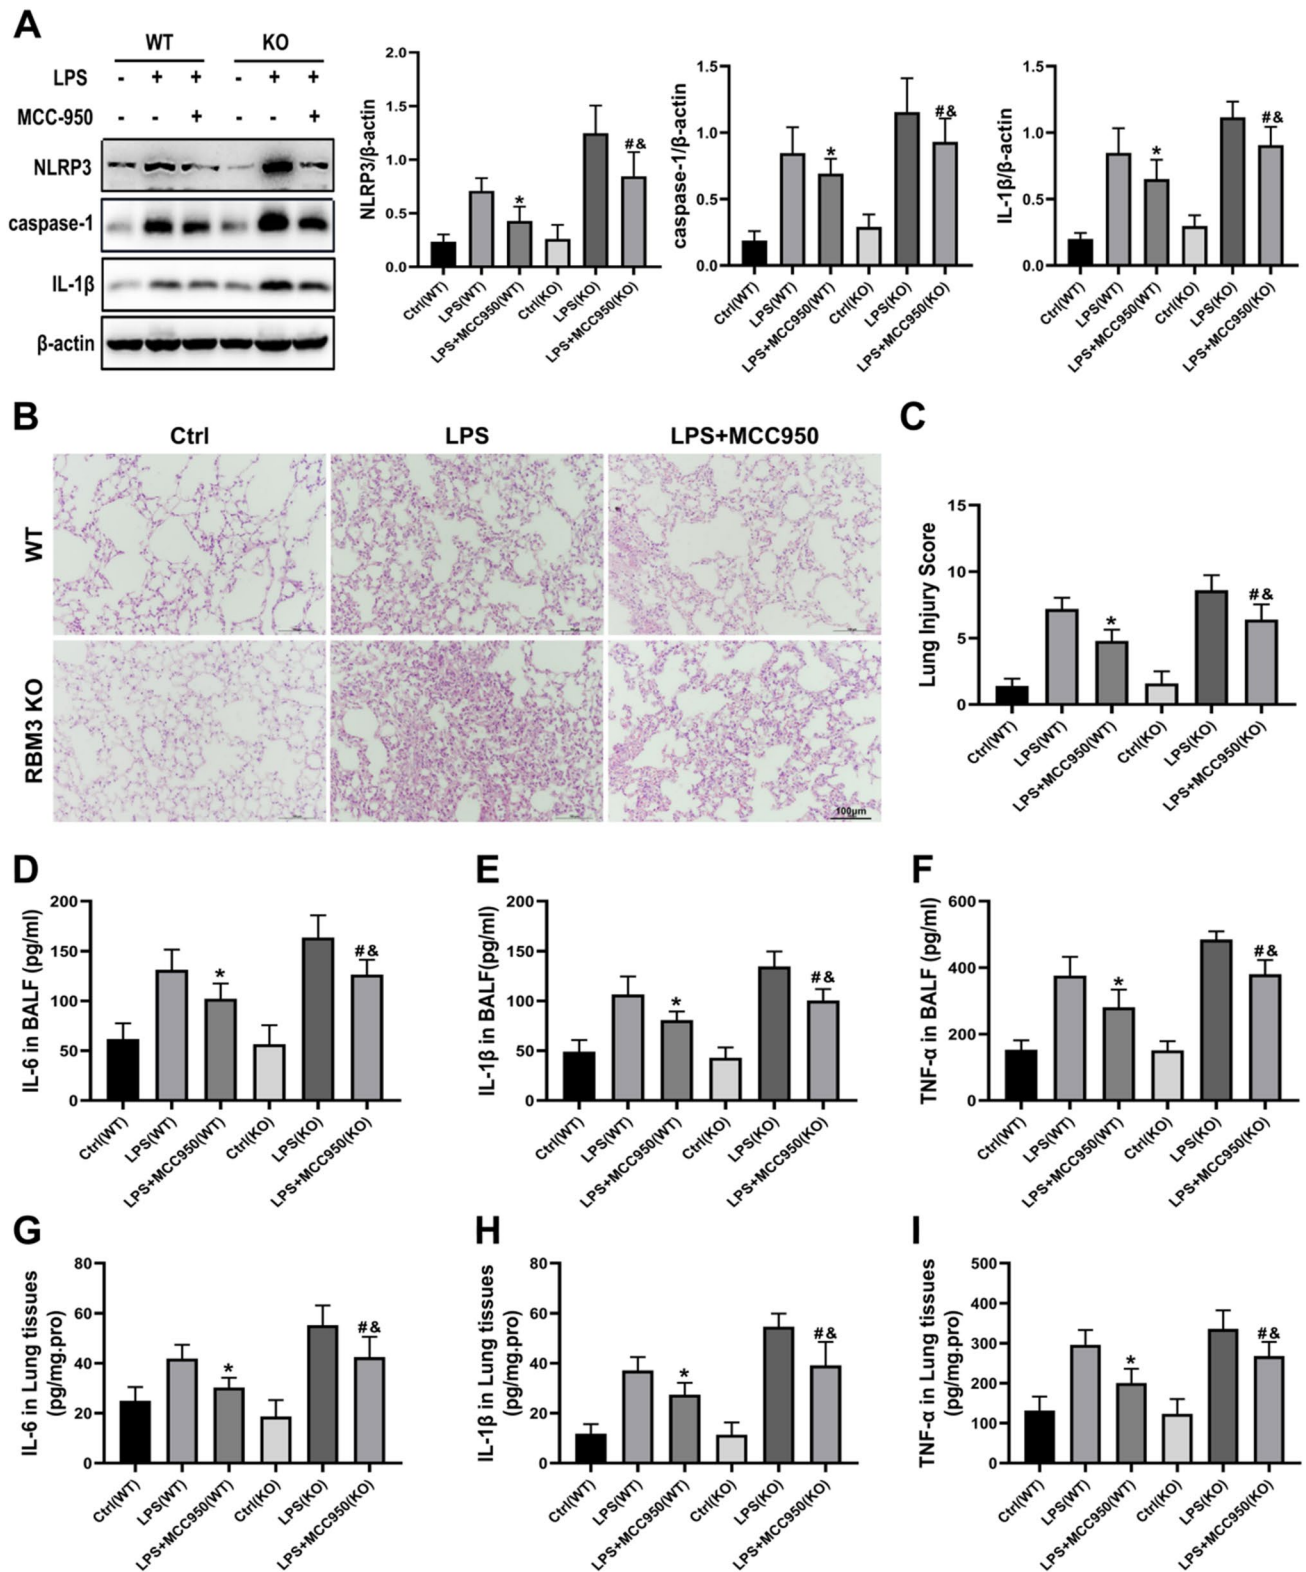 A
WT KO
LPS - + + - + +
MCC-950 - - + - - +
NLRP3
caspase-1
IL-1β
β-actin
NLRP3/β-actin
2.0
1.5
1.0
0.5
0.0
* #&
Ctrl(WT) LPS(WT) LPS+MCC950(WT) Ctrl(KO) LPS(KO) LPS+MCC950(KO)
caspase-1/β-actin
1.5
1.0
0.5
0.0
* #&
Ctrl(WT) LPS(WT) LPS+MCC950(WT) Ctrl(KO) LPS(KO) LPS+MCC950(KO)
IL-1β/β-actin
1.5
1.0
0.5
0.0
* #&
Ctrl(WT) LPS(WT) LPS+MCC950(WT) Ctrl(KO) LPS(KO) LPS+MCC950(KO)
B
Ctrl LPS LPS+MCC950
WT
RBM3 KO
100μm
C
Lung Injury Score
15
10
5
0
* #&
Ctrl(WT) LPS(WT) LPS+MCC950(WT) Ctrl(KO) LPS(KO) LPS+MCC950(KO)
D
IL-6 in BALF (pg/ml)
200
150
100
50
0
* #&
Ctrl(WT) LPS(WT) LPS+MCC950(WT) Ctrl(KO) LPS(KO) LPS+MCC950(KO)
E
IL-1β in BALF(pg/ml)
200
150
100
50
0
* #&
Ctrl(WT) LPS(WT) LPS+MCC950(WT) Ctrl(KO) LPS(KO) LPS+MCC950(KO)
F
TNF-α in BALF (pg/ml)
600
400
200
0
* #&
Ctrl(WT) LPS(WT) LPS+MCC950(WT) Ctrl(KO) LPS(KO) LPS+MCC950(KO)
G
IL-6 in Lung tissues
(pg/mg.pro)
80
60
40
20
0
* #&
Ctrl(WT) LPS(WT) LPS+MCC950(WT) Ctrl(KO) LPS(KO) LPS+MCC950(KO)
H
IL-1β in Lung tissues
(pg/mg.pro)
80
60
40
20
0
* #&
Ctrl(WT) LPS(WT) LPS+MCC950(WT) Ctrl(KO) LPS(KO) LPS+MCC950(KO)
I
TNF-α in Lung tissues
(pg/mg.pro)
500
400
300
200
100
0
* #&
Ctrl(WT) LPS(WT) LPS+MCC950(WT) Ctrl(KO) LPS(KO) LPS+MCC950(KO)